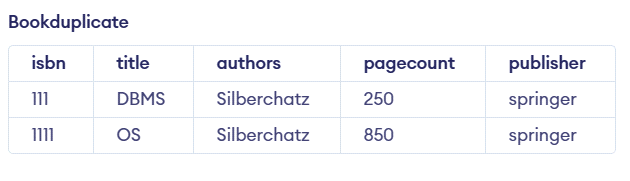 Bookduplicate
isbn title authors pagecount publisher
111 DBMS Silberchatz 250 springer
1111 OS Silberchatz 850 springer